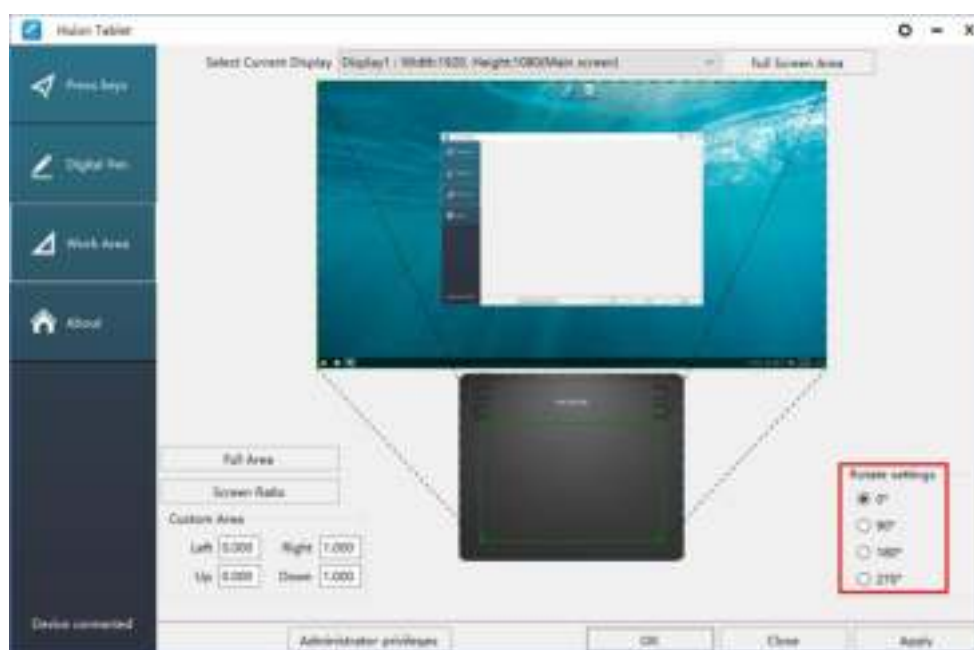 Huion Tablet
Select Current Display Display1 : Width:1920, Height:1080(Main screen) Full Screen Area
Press keys
Digital Pen
Work Area
About
Full Area
Screen Ratio
Custom Area
Left 0.000 Right 1.000
Up 0.000 Down 1.000
Rotate settings
0°
90°
180°
270°
Device connected
Administrator privileges OK Close Apply